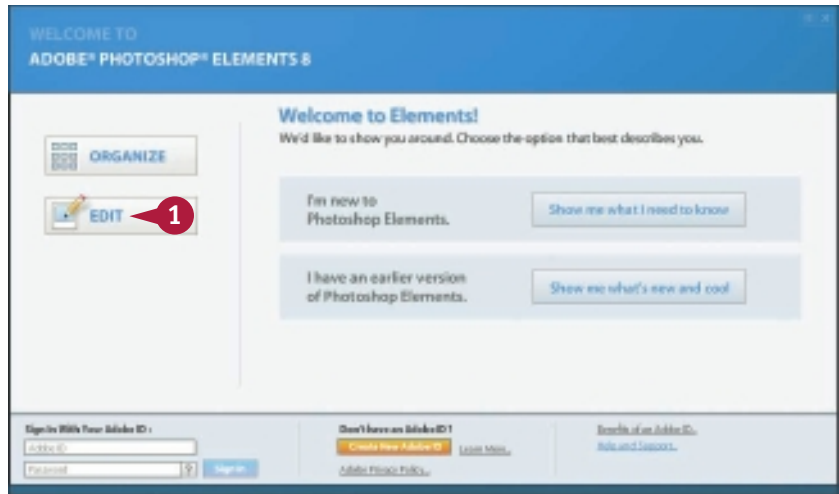 WELCOME TO
ADOBE® PHOTOSHOP® ELEMENTS 8
ORGANIZE
EDIT
1
Welcome to Elements!
We'd like to show you around. Choose the option that best describes you.
I'm new to
Photoshop Elements.
Show me what I need to know
I have an earlier version
of Photoshop Elements.
Show me what's new and cool
Sign In With Your Adobe ID :
Adobe ID
Password
?
Sign In
Don't have an Adobe ID ?
Create New Adobe ID
Learn More...
Adobe Privacy Policy...
Benefits of an Adobe ID..
Help and Support..